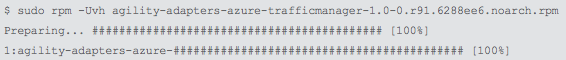 $ sudo rpm -Uvh agility-adapters-azure-trafficmanager-1.0-0.r91.6288ee6.noarch.rpm
Preparing... ########################################### [100%]
1:agility-adapters-azure-########################################### [100%]